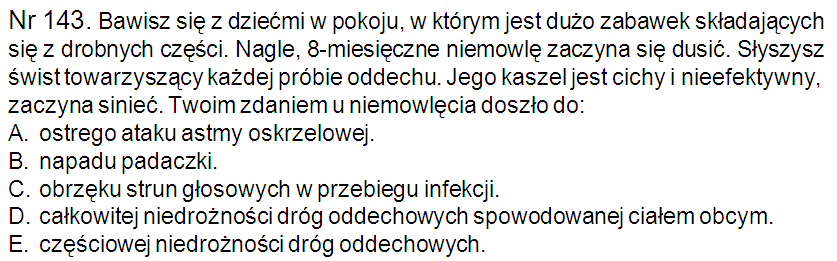 Nr 143. Bawisz się z dziećmi w pokoju, w którym jest dużo zabawek składających
się z drobnych części. Nagle, 8-miesięczne niemowlę zaczyna się dusić. Słyszysz
świst towarzyszący każdej próbie oddechu. Jego kaszel jest cichy i nieefektywny,
zaczyna sinieć. Twoim zdaniem u niemowlęcia doszło do:
A. ostrego ataku astmy oskrzelowej.
B. napadu padaczki.
C. obrzęku strun głosowych w przebiegu infekcji.
D. całkowitej niedrożności dróg oddechowych spowodowanej ciałem obcym.
E. częściowej niedrożności dróg oddechowych.